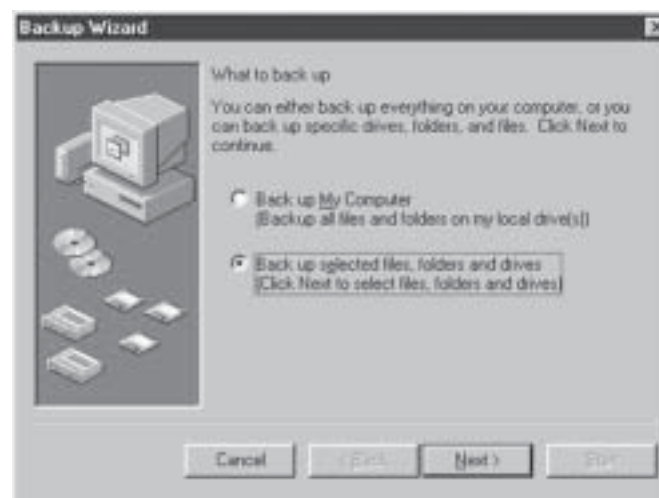 Backup Wizard
What to back up
You can either back up everything on your computer, or you
can back up specific drives, folders, and files. Click Next to
continue.
Back up My Computer
(Backup all files and folders on my local drive(s))
Back up selected files, folders and drives
(Click Next to select files, folders and drives)
Cancel
< Back
Next >
Start